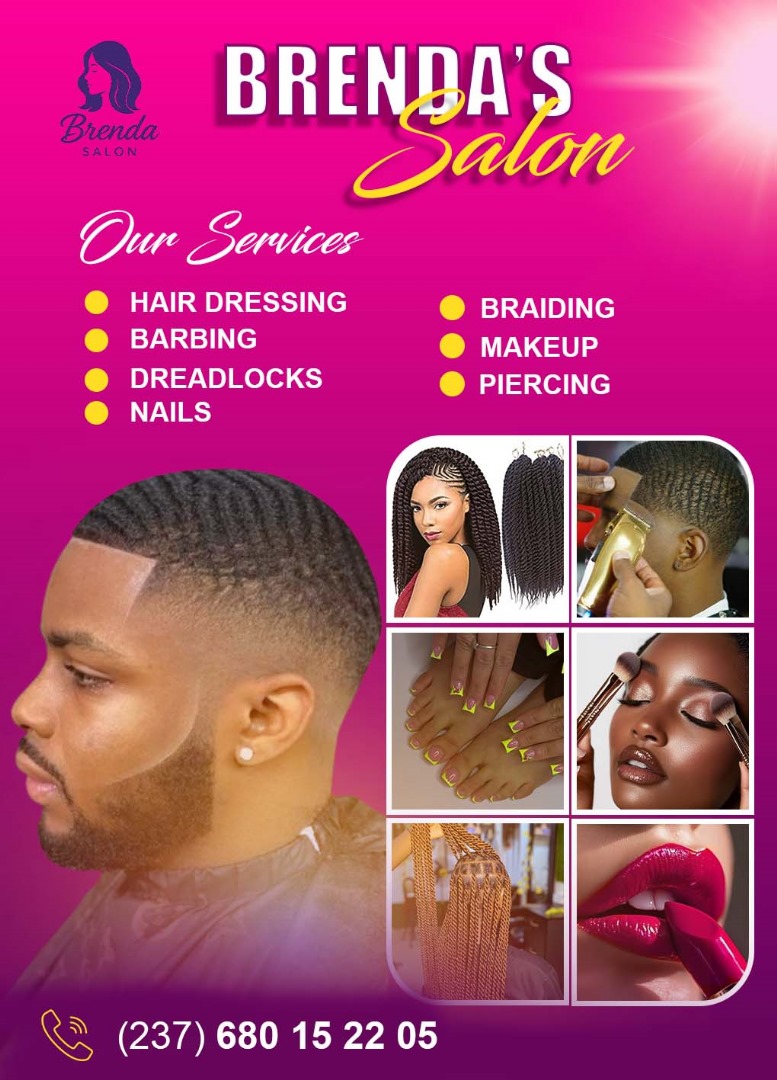 Brenda
SALON
BRENDA'S
Salon
Our Services
HAIR DRESSING
BARBING
DREADLOCKS
NAILS
BRAIDING
MAKEUP
PIERCING
(237) 680 15 22 05